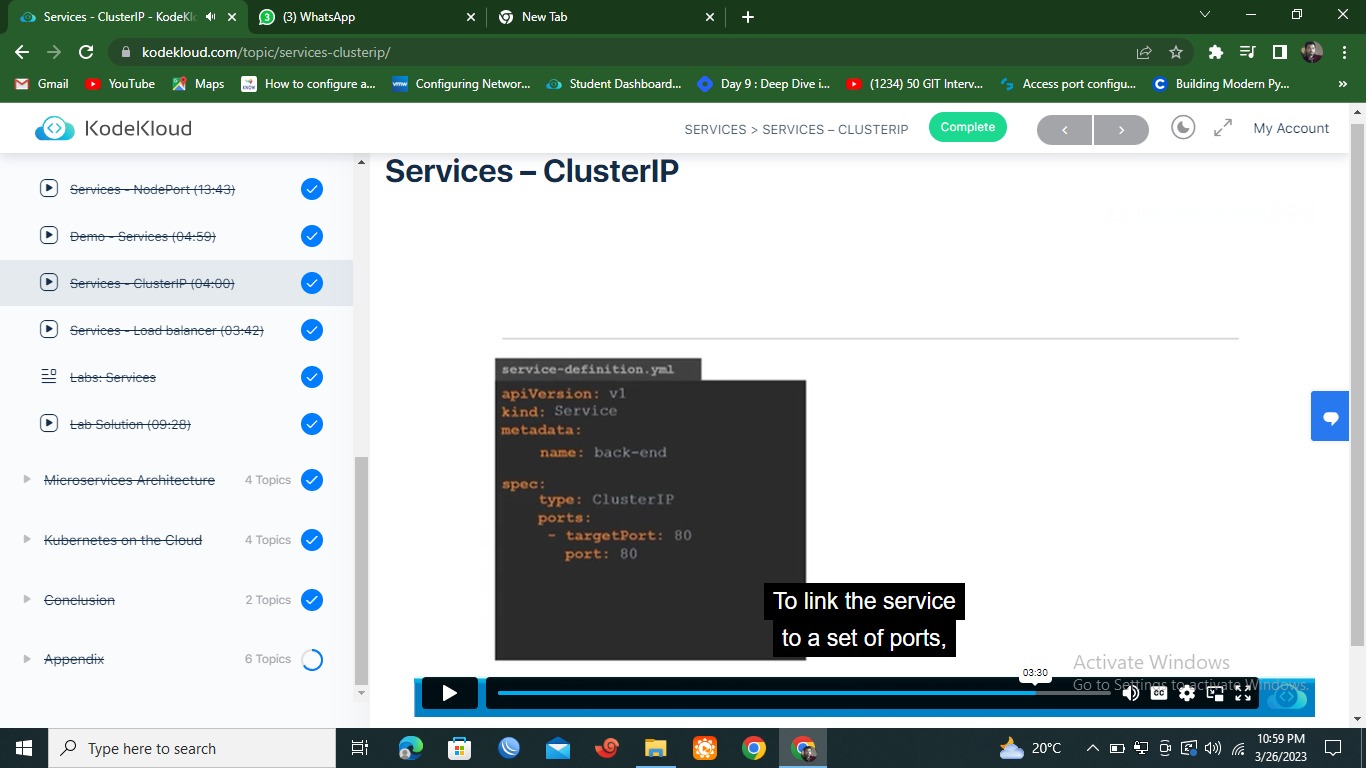 Services - ClusterIP - KodeKl
(3) WhatsApp
New Tab
kodekloud.com/topic/services-clusterip/
Gmail
YouTube
Maps
How to configure a...
Configuring Networ...
Student Dashboard...
Day 9 : Deep Dive i...
(1234) 50 GIT Interv...
Access port configu...
Building Modern Py...
»
KodeKloud
SERVICES > SERVICES – CLUSTERIP
Complete
My Account
Services - NodePort (13:43)
Demo - Services (04:59)
Services - ClusterIP (04:00)
Services - Load balancer (03:42)
Labs: Services
Lab Solution (09:28)
Microservices Architecture 4 Topics
Kubernetes on the Cloud 4 Topics
Conclusion 2 Topics
Appendix 6 Topics
Services – ClusterIP
service-definition.yml
apiVersion: v1
kind: Service
metadata:
name: back-end
spec:
type: ClusterIP
ports:
- targetPort: 80
port: 80
To link the service
to a set of ports,
03:30
CC
Activate Windows
Go to Settings to activate Windows.
Type here to search
20°C
10:59 PM
3/26/2023